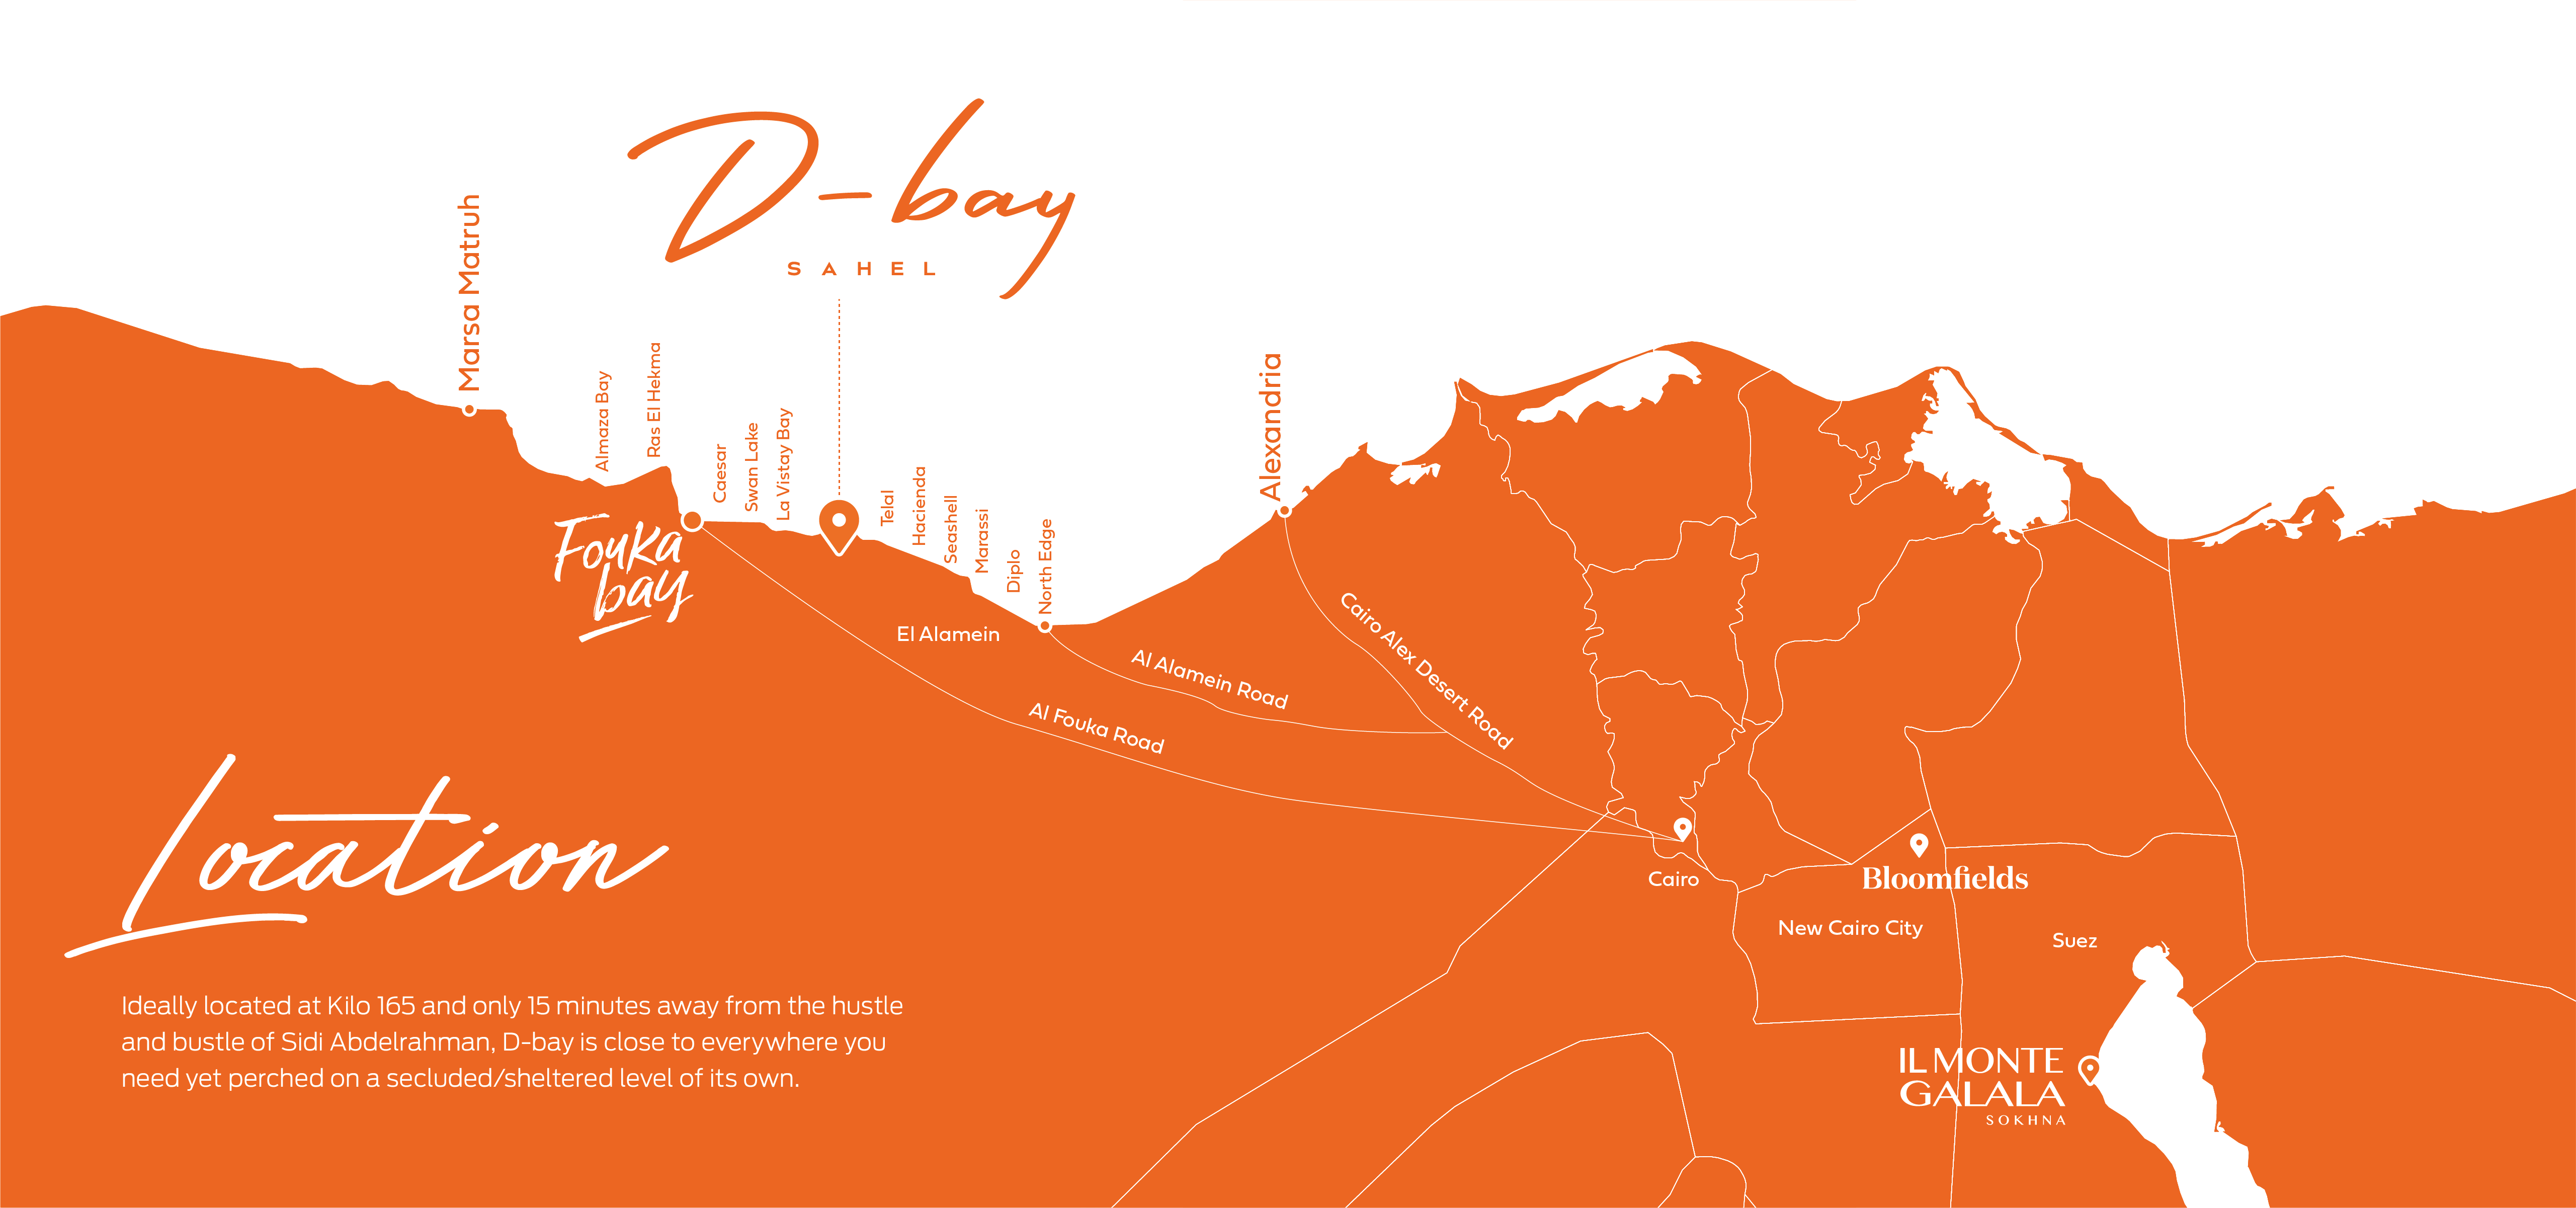 D-bay
SAHEL
Marsa Matruh
Almaza Bay
Ras El Hekma
Fouka
bay
Caesar
Swan Lake
La Vistay Bay
Telal
Hacienda
Seashell
Marassi
Diplo
North Edge
Alexandria
El Alamein
Al Alamein Road
Al Fouka Road
Cairo Alex Desert Road
Cairo
Bloomfields
New Cairo City
Suez
IL MONTE
GALALA
SOKHNA
Location
Ideally located at Kilo 165 and only 15 minutes away from the hustle
and bustle of Sidi Abdelrahman, D-bay is close to everywhere you
need yet perched on a secluded/sheltered level of its own.